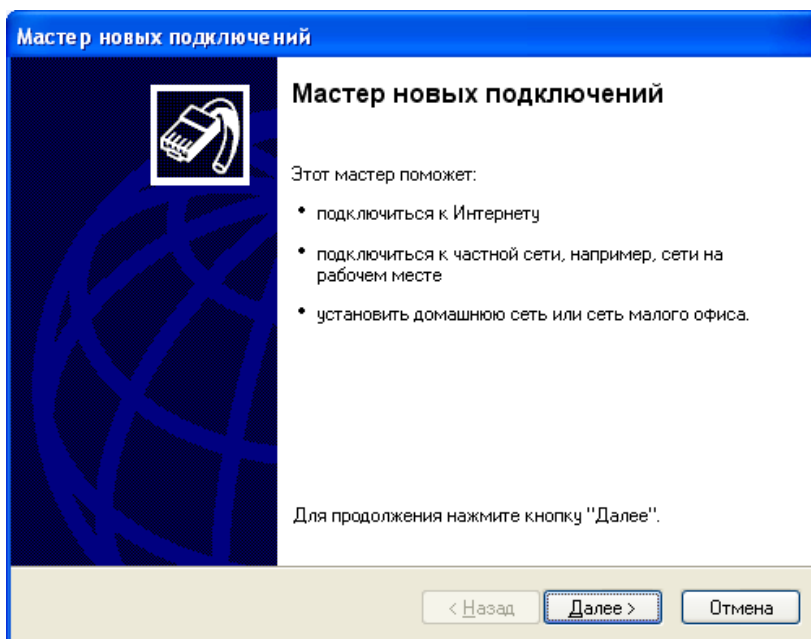 Мастер новых подключений
Мастер новых подключений
Этот мастер поможет:
• подключиться к Интернету
• подключиться к частной сети, например, сети на
рабочем месте
• установить домашнюю сеть или сеть малого офиса.
Для продолжения нажмите кнопку "Далее".
< Назад Далее > Отмена